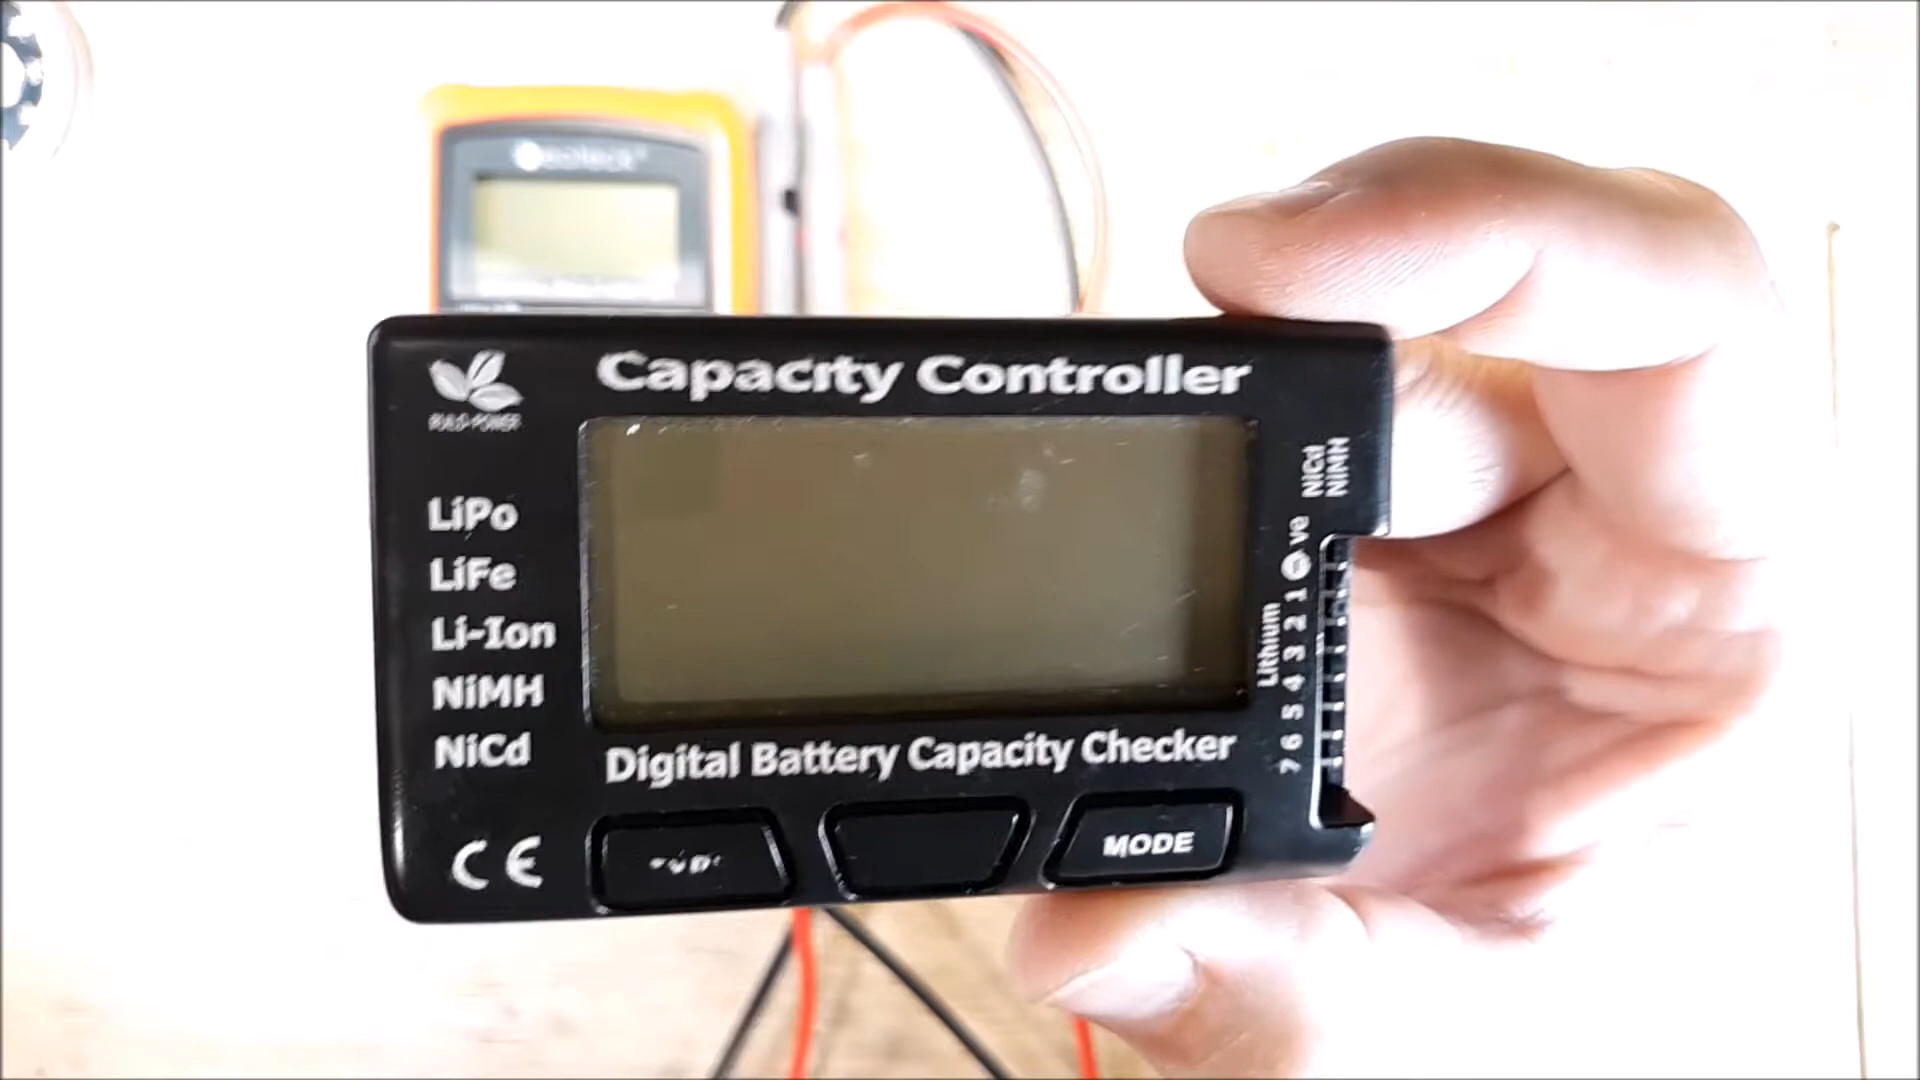 Capacity Controller
LiPo
LiFe
Li-Ion
NiMH
NiCd
Digital Battery Capacity Checker
CE
MODE
NiCd
NiMH
Lithium
7 6 5 4 3 2 1 ⊖ ve